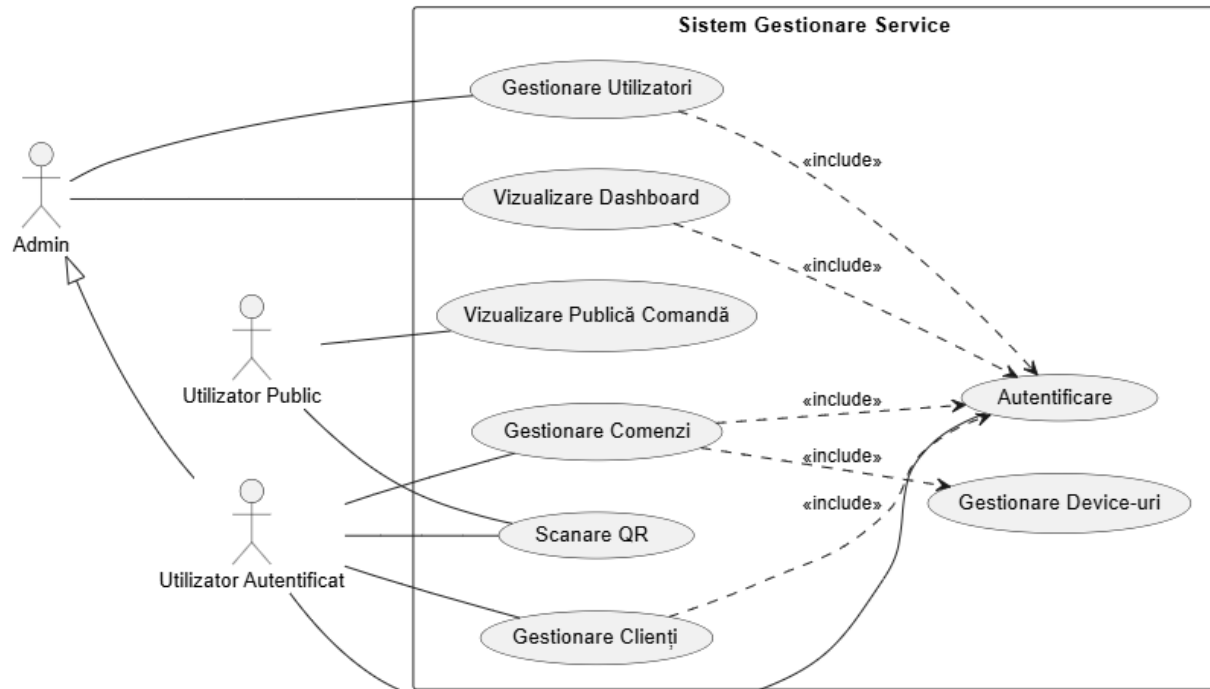 Sistem Gestionare Service
Gestionare Utilizatori
«include»
Admin
Vizualizare Dashboard
«include»
Vizualizare Publică Comandă
Utilizator Public
Autentificare
«include»
Gestionare Comenzi
«include»
Gestionare Device-uri
«include»
Scanare QR
Utilizator Autentificat
Gestionare Clienți